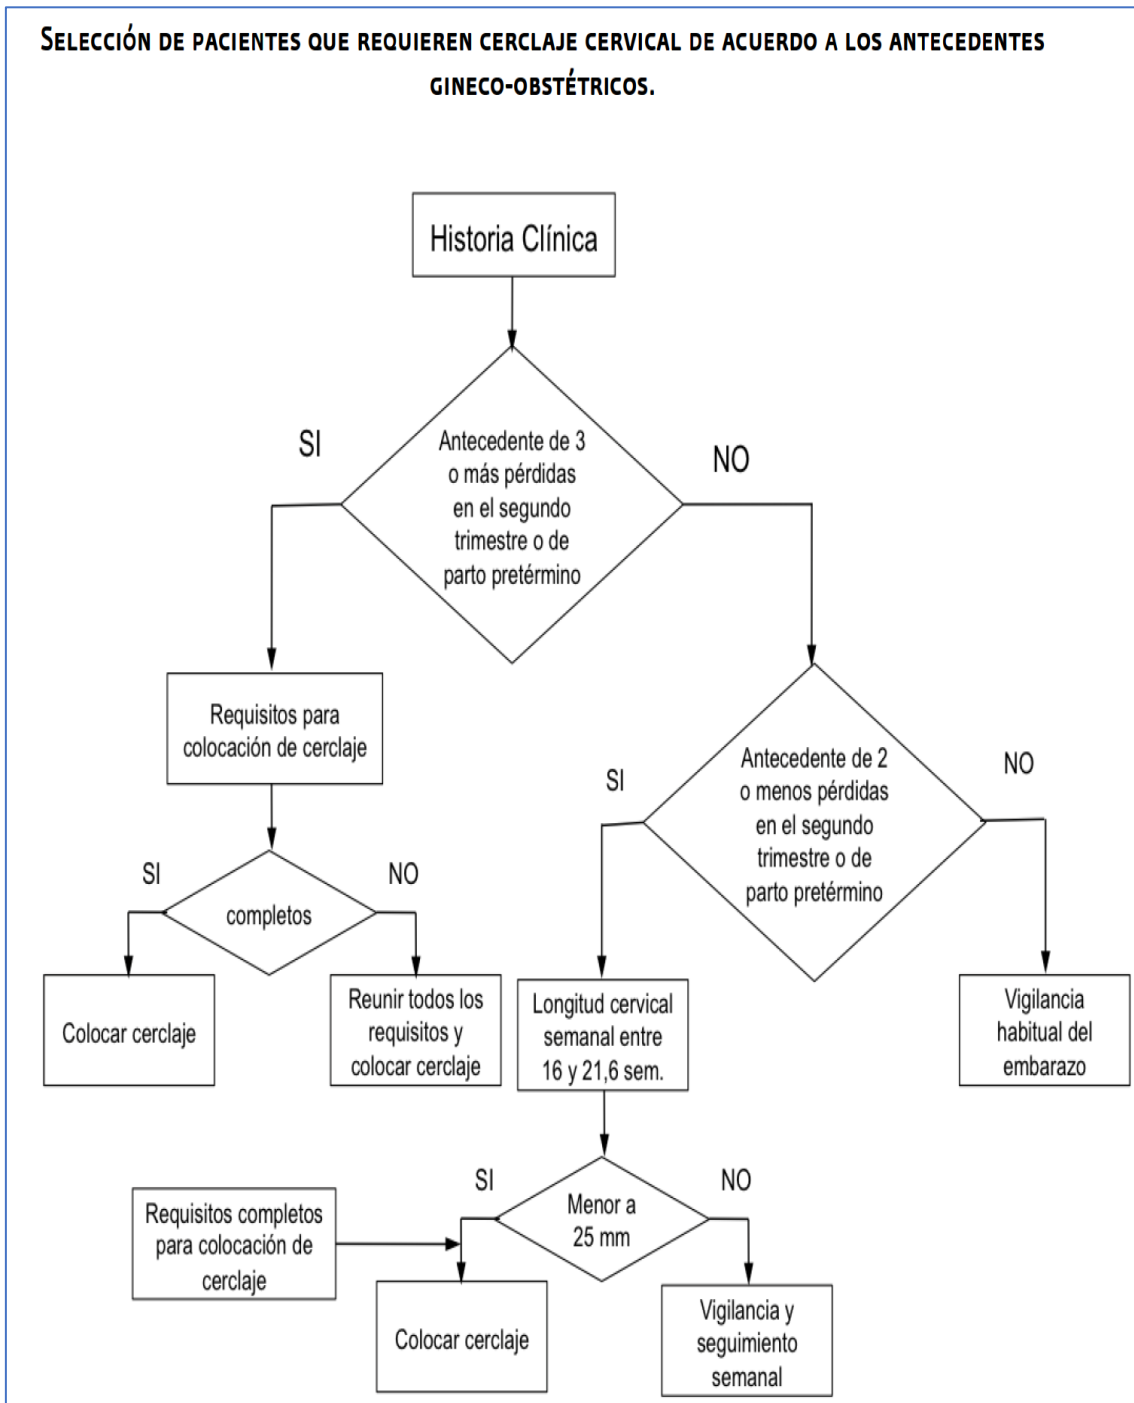 SELECCIÓN DE PACIENTES QUE REQUIEREN CERCLAJE CERVICAL DE ACUERDO A LOS ANTECEDENTES
GINECO-OBSTÉTRICOS.
Historia Clínica
SI
NO
Antecedente de 3
o más pérdidas
en el segundo
trimestre o de
parto pretérmino
Requisitos para
colocación de cerclaje
SI
NO
Antecedente de 2
o menos pérdidas
en el segundo
trimestre o de
parto pretérmino
SI
NO
completos
Colocar cerclaje
Reunir todos los
requisitos y
colocar cerclaje
Longitud cervical
semanal entre
16 y 21,6 sem.
Vigilancia
habitual del
embarazo
SI
NO
Menor a
25 mm
Requisitos completos
para colocación de
cerclaje
Colocar cerclaje
Vigilancia y
seguimiento
semanal